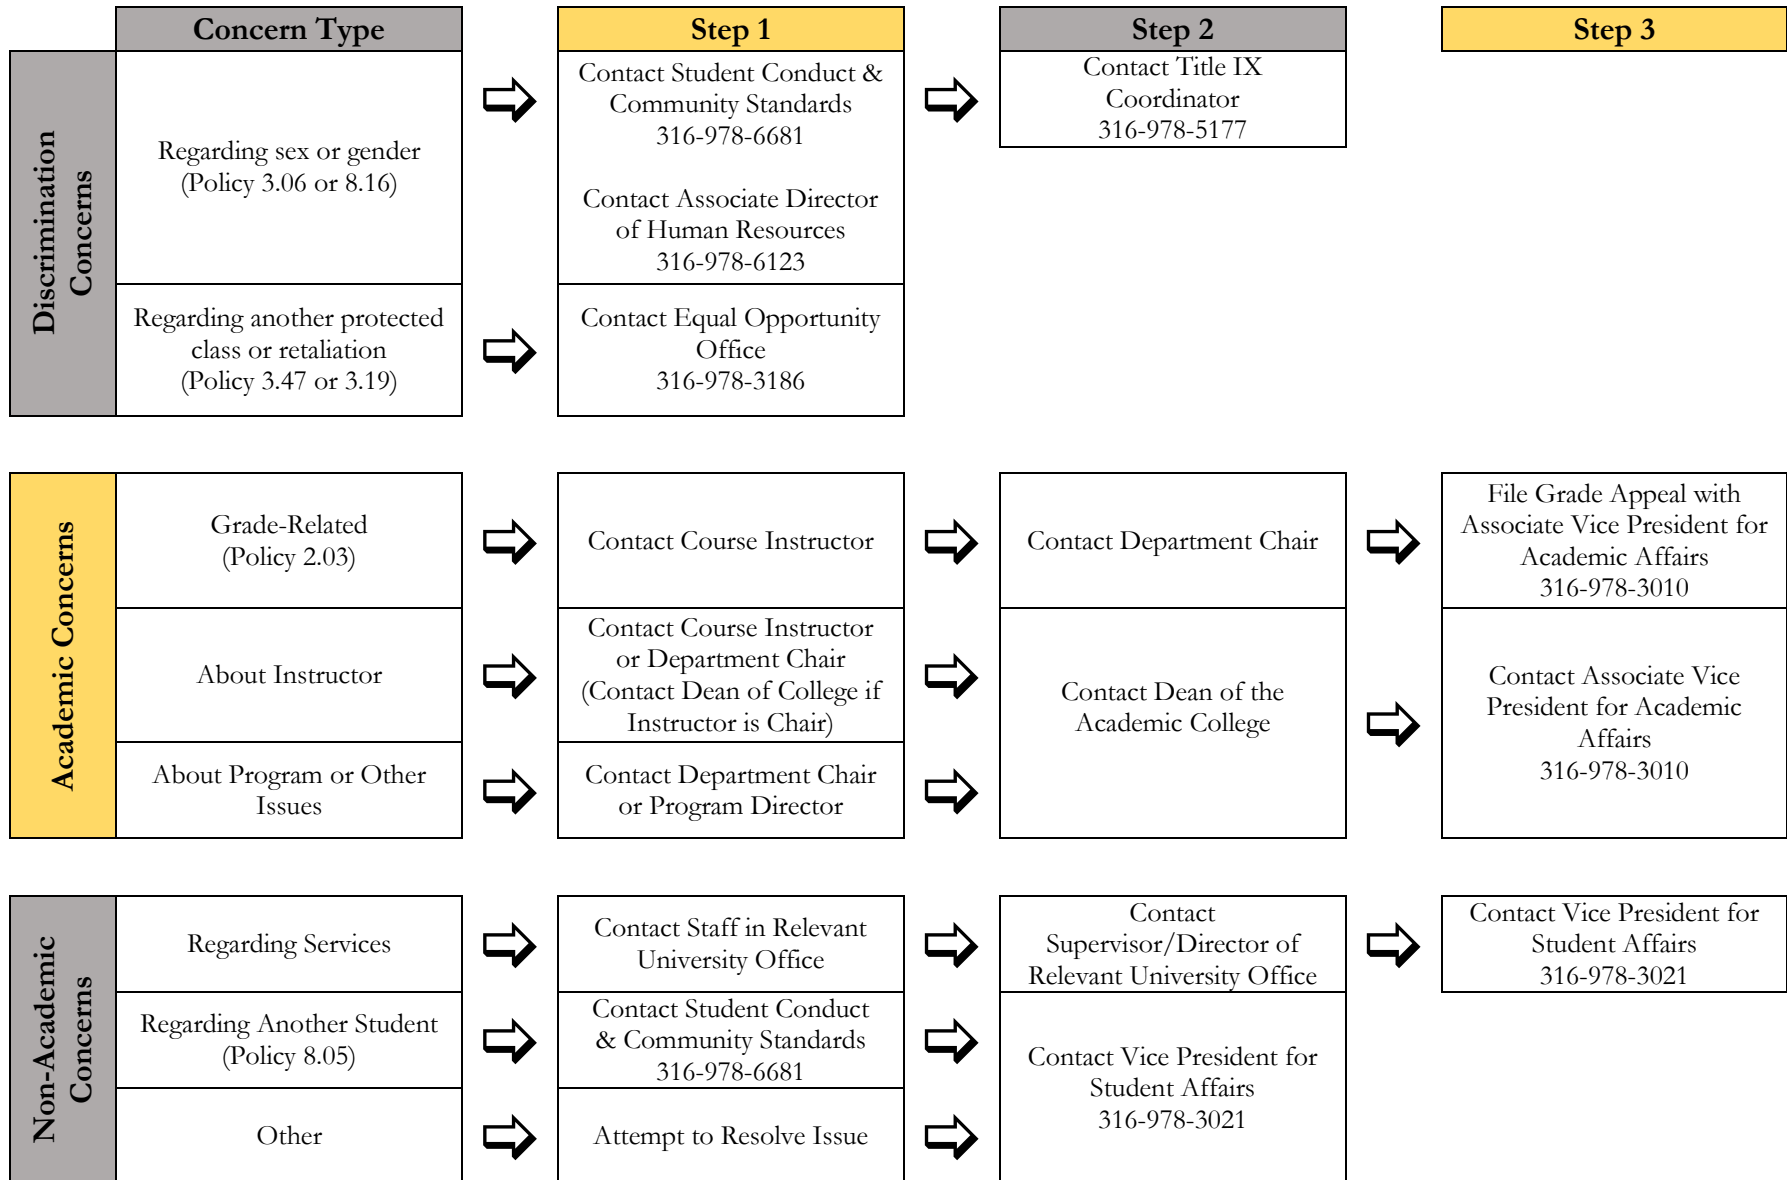 Concern Type
Step 1
Step 2
Step 3
Discrimination
Concerns
Regarding sex or gender
(Policy 3.06 or 8.16)
Contact Student Conduct &
Community Standards
316-978-6681
Contact Associate Director
of Human Resources
316-978-6123
Contact Title IX
Coordinator
316-978-5177
Regarding another protected
class or retaliation
(Policy 3.47 or 3.19)
Contact Equal Opportunity
Office
316-978-3186
Academic Concerns
Grade-Related
(Policy 2.03)
Contact Course Instructor
Contact Department Chair
File Grade Appeal with
Associate Vice President for
Academic Affairs
316-978-3010
About Instructor
Contact Course Instructor
or Department Chair
(Contact Dean of College if
Instructor is Chair)
Contact Dean of the
Academic College
Contact Associate Vice
President for Academic
Affairs
316-978-3010
About Program or Other
Issues
Contact Department Chair
or Program Director
Non-Academic
Concerns
Regarding Services
Contact Staff in Relevant
University Office
Contact
Supervisor/Director of
Relevant University Office
Contact Vice President for
Student Affairs
316-978-3021
Regarding Another Student
(Policy 8.05)
Contact Student Conduct
& Community Standards
316-978-6681
Contact Vice President for
Student Affairs
316-978-3021
Other
Attempt to Resolve Issue